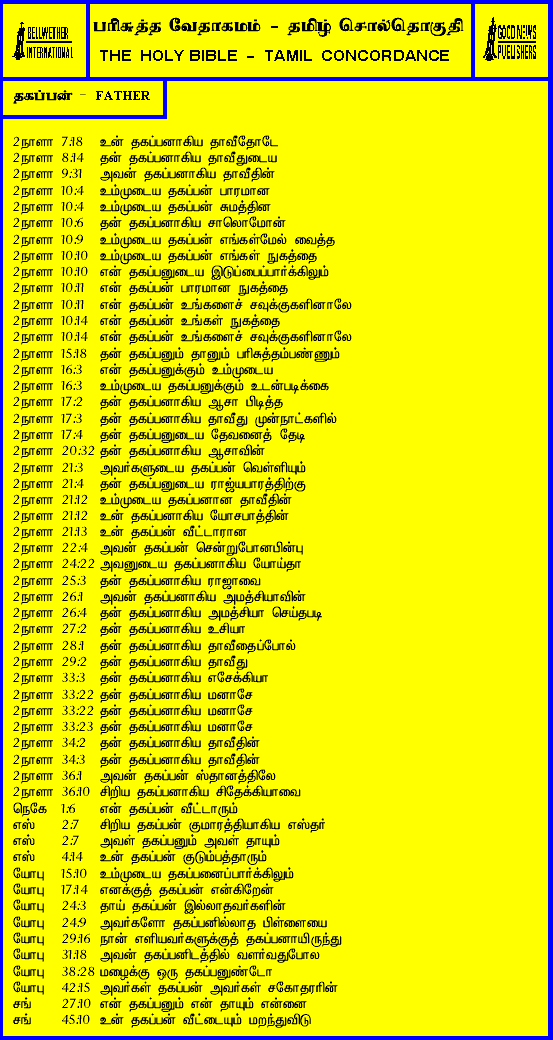 BELLWETHER
INTERNATIONAL
பரிசுத்த வேதாகமம் - தமிழ் சொல்தொகுதி
THE HOLY BIBLE - TAMIL CONCORDANCE
GOOD NEWS
PUBLISHERS
தகப்பன் - FATHER
2நாளா 7:18 உன் தகப்பனாகிய தாவீதோடே
2நாளா 8:14 தன் தகப்பனாகிய தாவீதுடைய
2நாளா 9:31 அவன் தகப்பனாகிய தாவீதின்
2நாளா 10:4 உம்முடைய தகப்பன் பாரமான
2நாளா 10:4 உம்முடைய தகப்பன் சுமத்தின
2நாளா 10:6 தன் தகப்பனாகிய சாலொமோன்
2நாளா 10:9 உம்முடைய தகப்பன் எங்கள்மேல் வைத்த
2நாளா 10:10 உம்முடைய தகப்பன் எங்கள் நுகத்தை
2நாளா 10:10 என் தகப்பனுடைய இடுப்பைப்பார்க்கிலும்
2நாளா 10:11 என் தகப்பன் பாரமான நுகத்தை
2நாளா 10:11 என் தகப்பன் உங்களைச் சவுக்குகளினாலே
2நாளா 10:14 என் தகப்பன் உங்கள் நுகத்தை
2நாளா 10:14 என் தகப்பன் உங்களைச் சவுக்குகளினாலே
2நாளா 15:18 தன் தகப்பனும் தானும் பரிசுத்தம்பண்ணும்
2நாளா 16:3 என் தகப்பனுக்கும் உம்முடைய
2நாளா 16:3 உம்முடைய தகப்பனுக்கும் உடன்படிக்கை
2நாளா 17:2 தன் தகப்பனாகிய ஆசா பிடித்த
2நாளா 17:3 தன் தகப்பனாகிய தாவீது முன்நாட்களில்
2நாளா 17:4 தன் தகப்பனுடைய தேவனைத் தேடி
2நாளா 20:32 தன் தகப்பனாகிய ஆசாவின்
2நாளா 21:3 அவர்களுடைய தகப்பன் வெள்ளியும்
2நாளா 21:4 தன் தகப்பனுடைய ராஜ்யபாரத்திற்கு
2நாளா 21:12 உம்முடைய தகப்பனான தாவீதின்
2நாளா 21:12 உன் தகப்பனாகிய யோசபாத்தின்
2நாளா 21:13 உன் தகப்பன் வீட்டாரான
2நாளா 22:4 அவன் தகப்பன் சென்றுபோனபின்பு
2நாளா 24:22 அவனுடைய தகப்பனாகிய யோய்தா
2நாளா 25:3 தன் தகப்பனாகிய ராஜாவை
2நாளா 26:1 அவன் தகப்பனாகிய அமத்சியாவின்
2நாளா 26:4 தன் தகப்பனாகிய அமத்சியா செய்தபடி
2நாளா 27:2 தன் தகப்பனாகிய உசியா
2நாளா 28:1 தன் தகப்பனாகிய தாவீதைப்போல்
2நாளா 29:2 தன் தகப்பனாகிய தாவீது
2நாளா 33:3 தன் தகப்பனாகிய எசேக்கியா
2நாளா 33:22 தன் தகப்பனாகிய மனாசே
2நாளா 33:22 தன் தகப்பனாகிய மனாசே
2நாளா 33:23 தன் தகப்பனாகிய மனாசே
2நாளா 34:2 தன் தகப்பனாகிய தாவீதின்
2நாளா 34:3 தன் தகப்பனாகிய தாவீதின்
2நாளா 36:1 அவன் தகப்பன் ஸ்தானத்திலே
2நாளா 36:10 சிறிய தகப்பனாகிய சிதேக்கியாவை
நெகே 1:6 என் தகப்பன் வீட்டாரும்
எஸ் 2:7 சிறிய தகப்பன் குமாரத்தியாகிய எஸ்தர்
எஸ் 2:7 அவள் தகப்பனும் அவள் தாயும்
எஸ் 4:14 உன் தகப்பன் குடும்பத்தாரும்
யோபு 15:10 உம்முடைய தகப்பனைப்பார்க்கிலும்
யோபு 17:14 எனக்குத் தகப்பன் என்கிறேன்
யோபு 24:3 தாய் தகப்பன் இல்லாதவர்களின்
யோபு 24:9 அவர்களோ தகப்பனில்லாத பிள்ளையை
யோபு 29:16 நான் எளியவர்களுக்குத் தகப்பனாயிருந்து
யோபு 31:18 அவன் தகப்பனிடத்தில் வளர்வதுபோல
யோபு 38:28 மழைக்கு ஒரு தகப்பனுண்டோ
யோபு 42:15 அவர்கள் தகப்பன் அவர்கள் சகோதரரின்
சங் 27:10 என் தகப்பனும் என் தாயும் என்னை
சங் 45:10 உன் தகப்பன் வீட்டையும் மறந்துவிடு